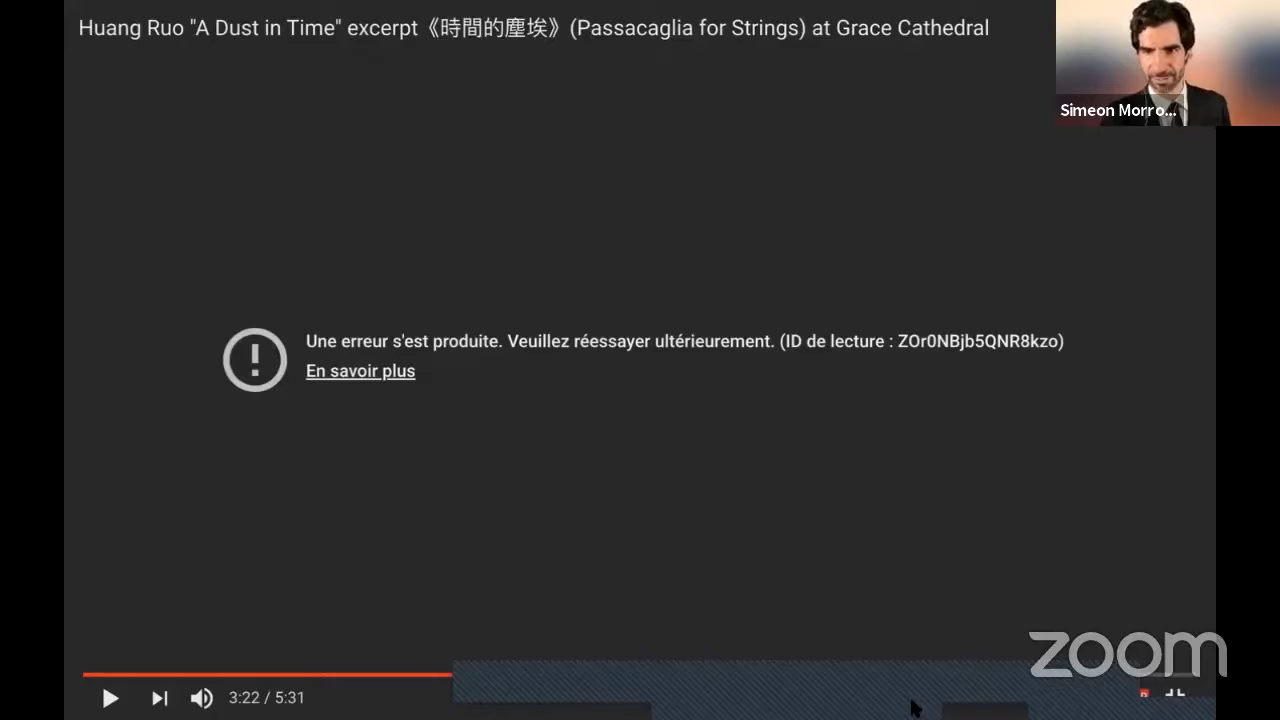 Huang Ruo "A Dust in Time" excerpt《時間的塵埃》(Passacaglia for Strings) at Grace Cathedral
Simeon Morro...
Une erreur s'est produite. Veuillez réessayer ultérieurement. (ID de lecture : ZOr0NBjb5QNR8kzo)
En savoir plus
zoom
3:22 / 5:31